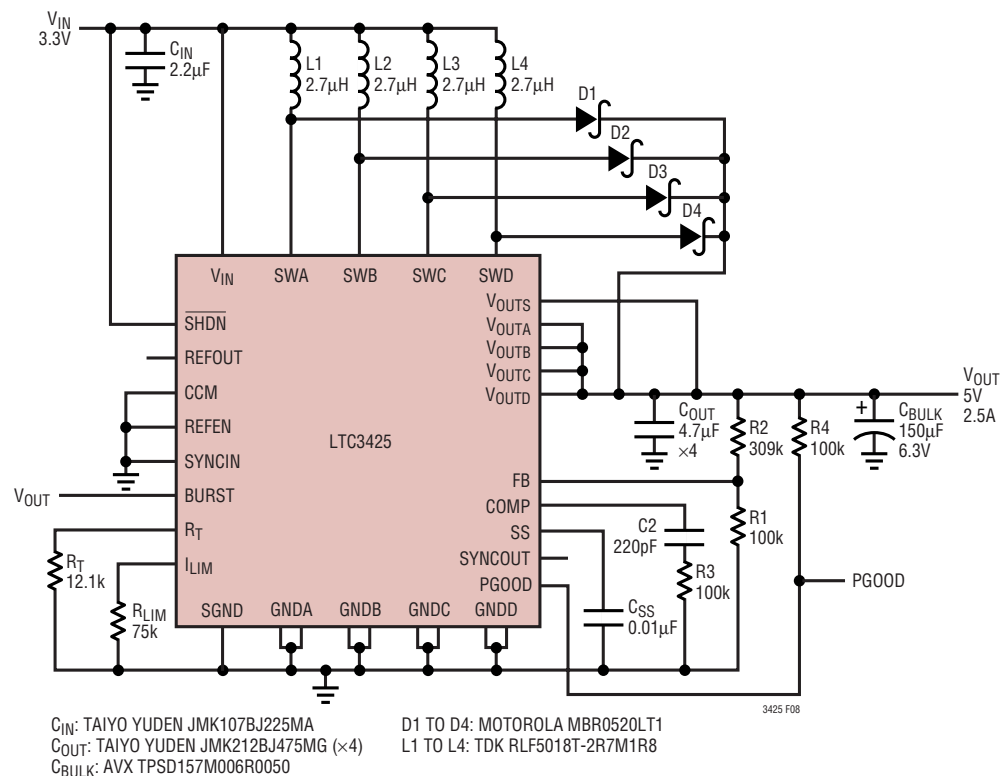 VIN
3.3V
CIN
2.2µF
L1
2.7µH
L2
2.7µH
L3
2.7µH
L4
2.7µH
D1
D2
D3
D4
VIN
SWA
SWB
SWC
SWD
SHDN
REFOUT
CCM
REFEN
SYNCIN
BURST
RT
ILIM
SGND
GNDA
GNDB
GNDC
GNDD
LTC3425
VOUTS
VOUTA
VOUTB
VOUTC
VOUTD
FB
COMP
SS
SYNCOUT
PGOOD
VOUT
RT
12.1k
RLIM
75k
COUT
4.7µF
×4
R2
309k
R4
100k
+
CBULK
150µF
6.3V
VOUT
5V
2.5A
R1
100k
C2
220pF
R3
100k
CSS
0.01µF
PGOOD
3425 F08
CIN: TAIYO YUDEN JMK107BJ225MA
COUT: TAIYO YUDEN JMK212BJ475MG (×4)
CBULK: AVX TPSD157M006R0050
D1 TO D4: MOTOROLA MBR0520LT1
L1 TO L4: TDK RLF5018T-2R7M1R8